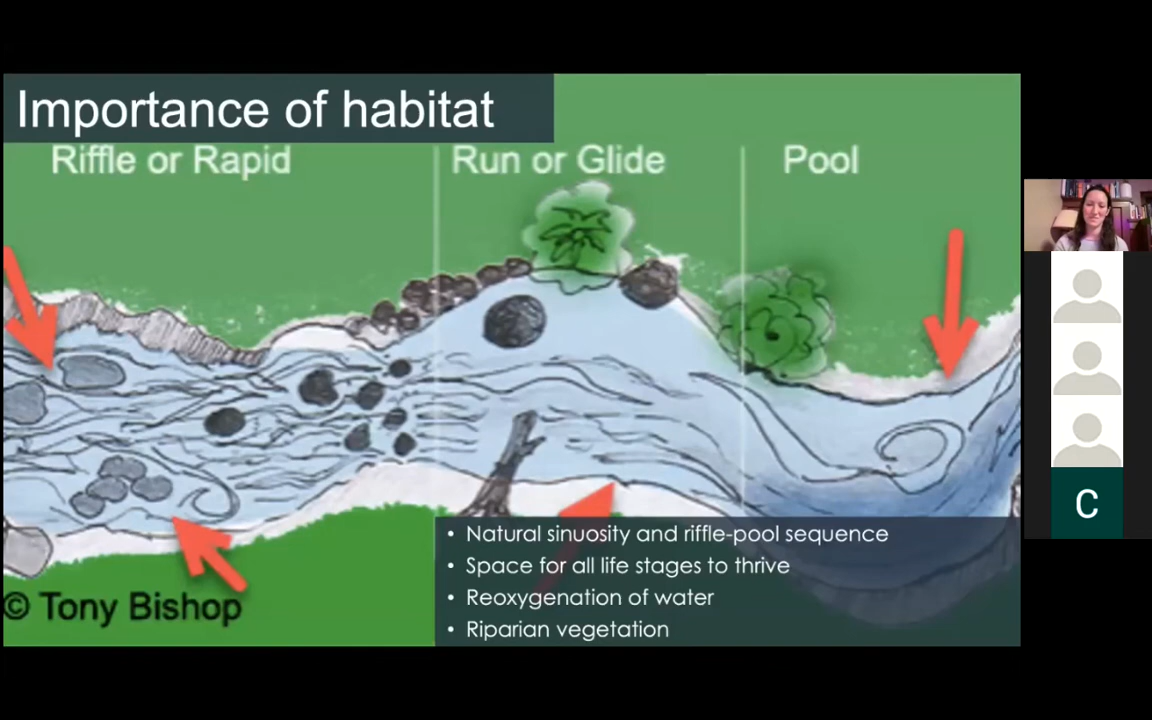 Importance of habitat
Riffle or Rapid
Run or Glide
Pool
• Natural sinuosity and riffle-pool sequence
• Space for all life stages to thrive
• Reoxygenation of water
• Riparian vegetation
© Tony Bishop
C